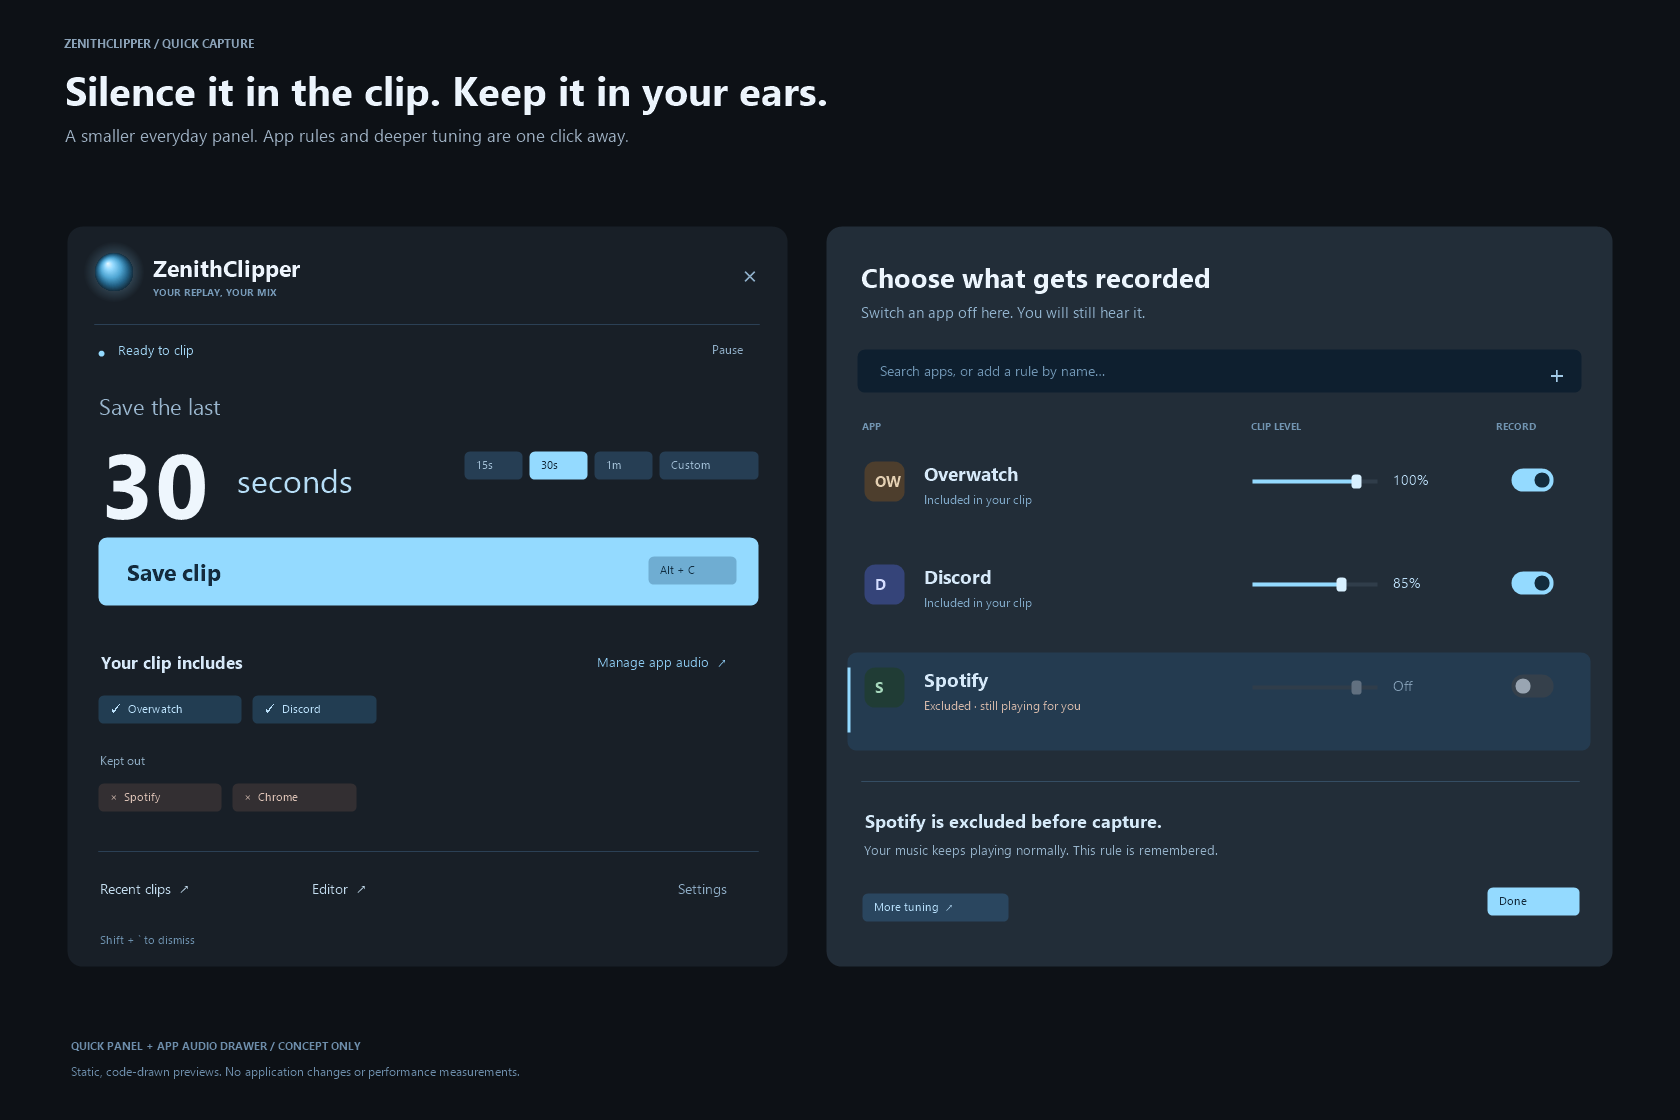 ZENITHCLIPPER / QUICK CAPTURE
Silence it in the clip. Keep it in your ears.
A smaller everyday panel. App rules and deeper tuning are one click away.
ZenithClipper
YOUR REPLAY, YOUR MIX
×
Ready to clip
Pause
Save the last
30 seconds
15s
30s
1m
Custom
Save clip
Alt + C
Your clip includes
Manage app audio ↗
✓ Overwatch
✓ Discord
Kept out
× Spotify
× Chrome
Recent clips ↗
Editor ↗
Settings
Shift + ` to dismiss
Choose what gets recorded
Switch an app off here. You will still hear it.
Search apps, or add a rule by name...
+
APP
CLIP LEVEL
RECORD
OW
Overwatch
Included in your clip
100%
D
Discord
Included in your clip
85%
S
Spotify
Excluded · still playing for you
Off
Spotify is excluded before capture.
Your music keeps playing normally. This rule is remembered.
More tuning ↗
Done
QUICK PANEL + APP AUDIO DRAWER / CONCEPT ONLY
Static, code-drawn previews. No application changes or performance measurements.